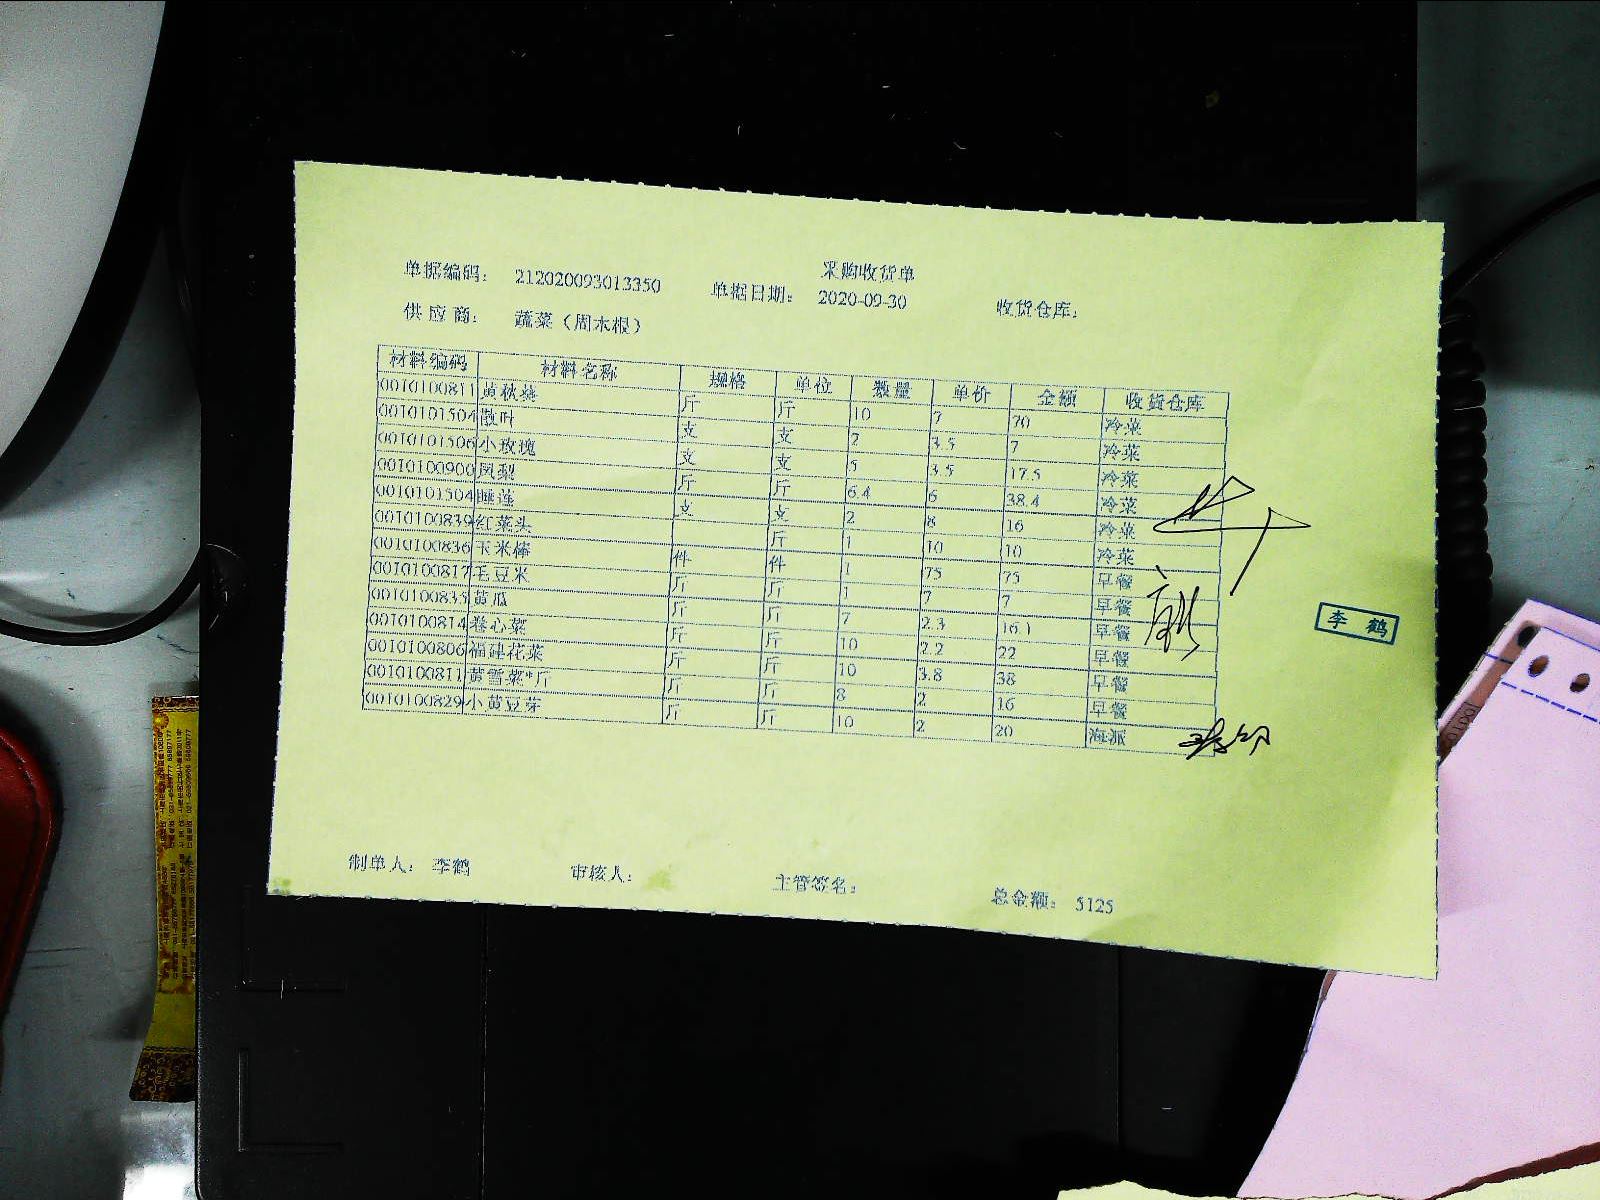 采购收货单
单据编码： 212020093013350 单据日期： 2020-09-30 收货仓库：
供应商： 蔬菜（周木根）
材料编码 材料名称 规格 单位 数量 单价 金额 收货仓库
0010100811 黄秋葵 斤 斤 10 7 70 冷菜
0010101504 散叶 支 支 2 3.5 7 冷菜
0010101506 小玫瑰 支 支 5 3.5 17.5 冷菜
0010100900 凤梨 斤 斤 6.4 6 38.4 冷菜
0010101504 睡莲 支 支 2 8 16 冷菜
0010100839 红菜头 斤 1 10 10 冷菜
0010100836 玉米棒 件 件 1 75 75 早餐
0010100817 毛豆米 斤 斤 1 7 7 早餐
0010100835 黄瓜 斤 斤 7 2.3 16.1 早餐
0010100814 卷心菜 斤 斤 10 2.2 22 早餐
0010100806 福建花菜 斤 斤 10 3.8 38 早餐
0010100811 黄雪菜*斤 斤 斤 8 2 16 早餐
0010100829 小黄豆芽 斤 斤 10 2 20 海派
李鹤
制单人： 李鹤 审核人： 主管签名： 总金额： 5125